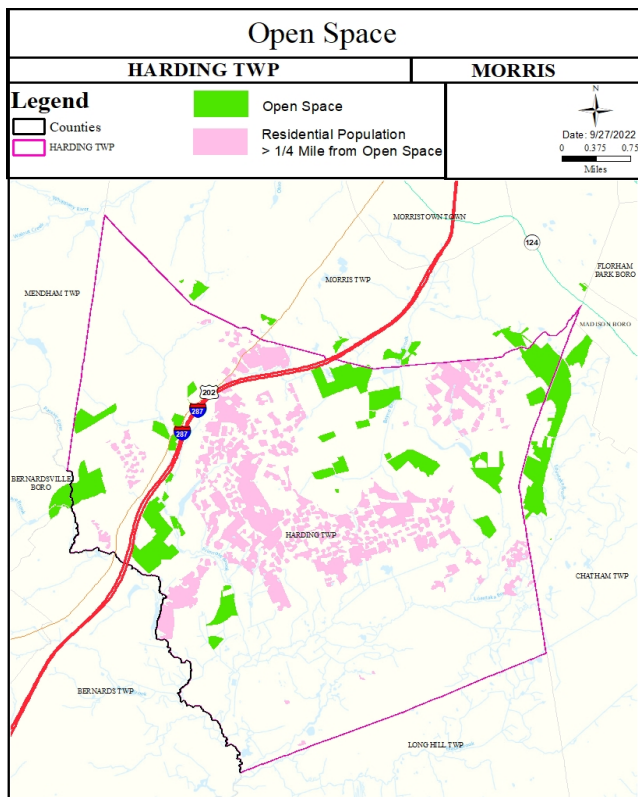 Open Space
HARDING TWP
MORRIS
Legend
Counties
HARDING TWP
Open Space
Residential Population
> 1/4 Mile from Open Space
N
Date: 9/27/2022
0 0.375 0.75
Miles
MORRISTOWN TOWN
124
FLORHAM
PARK BORO
MENDHAM TWP
MORRIS TWP
MADISON BORO
202
287
287
BERNARDSVILLE
BORO
HARDING TWP
CHATHAM TWP
BERNARDS TWP
LONG HILL TWP